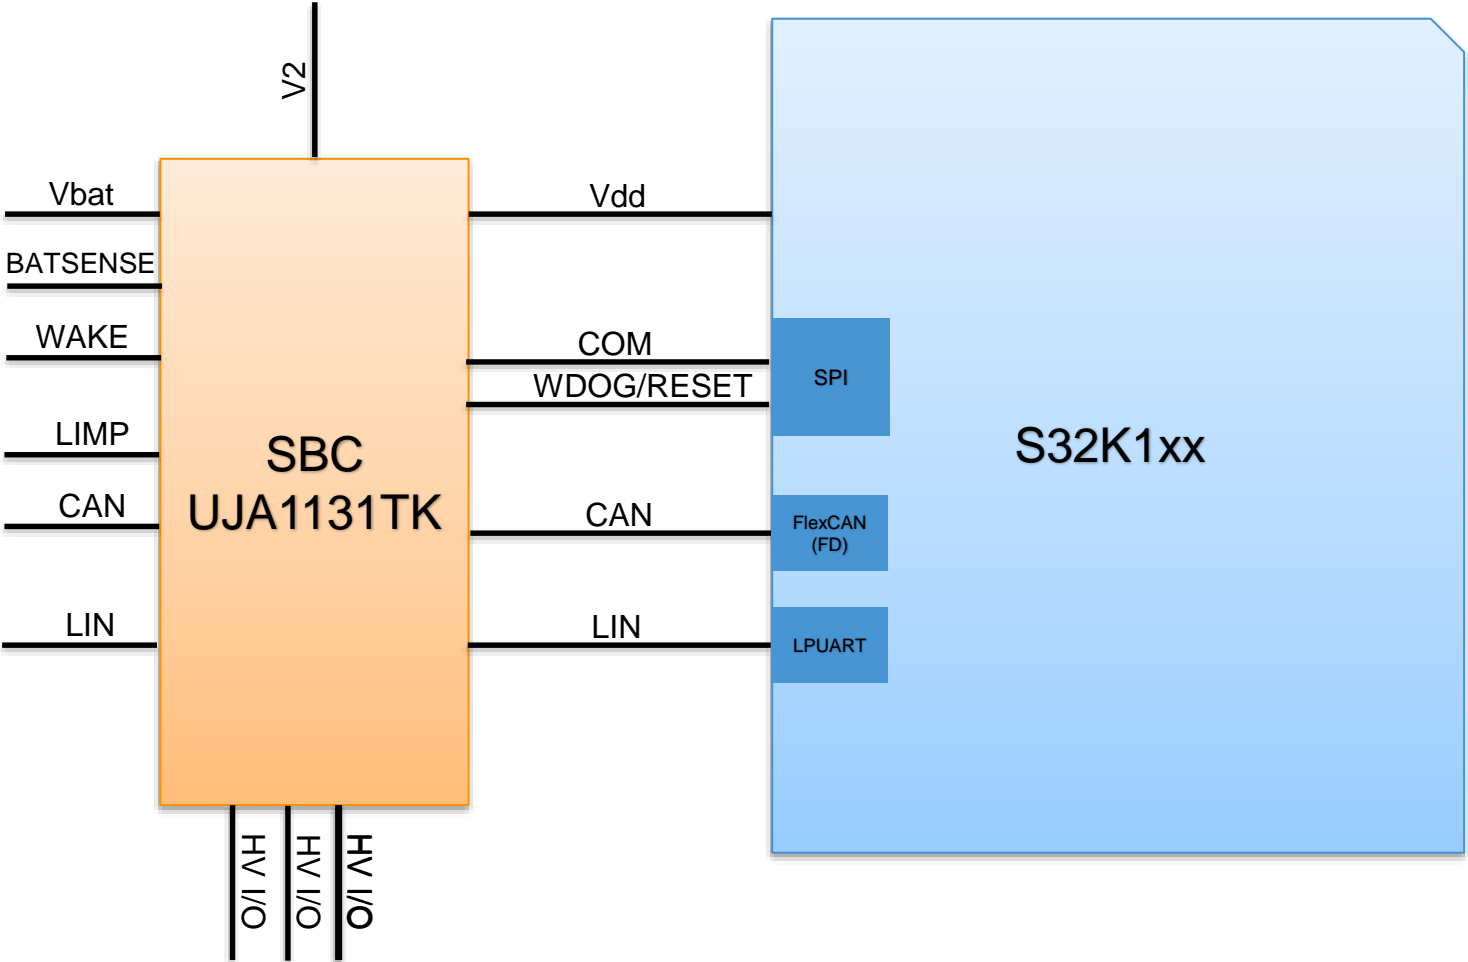 V2
Vbat
Vdd
BATSENSE
WAKE
COM
WDOG/RESET
SPI
LIMP
SBC
UJA1131TK
S32K1xx
CAN
CAN
FlexCAN
(FD)
LIN
LIN
LPUART
HV I/O
HV I/O
HV I/O